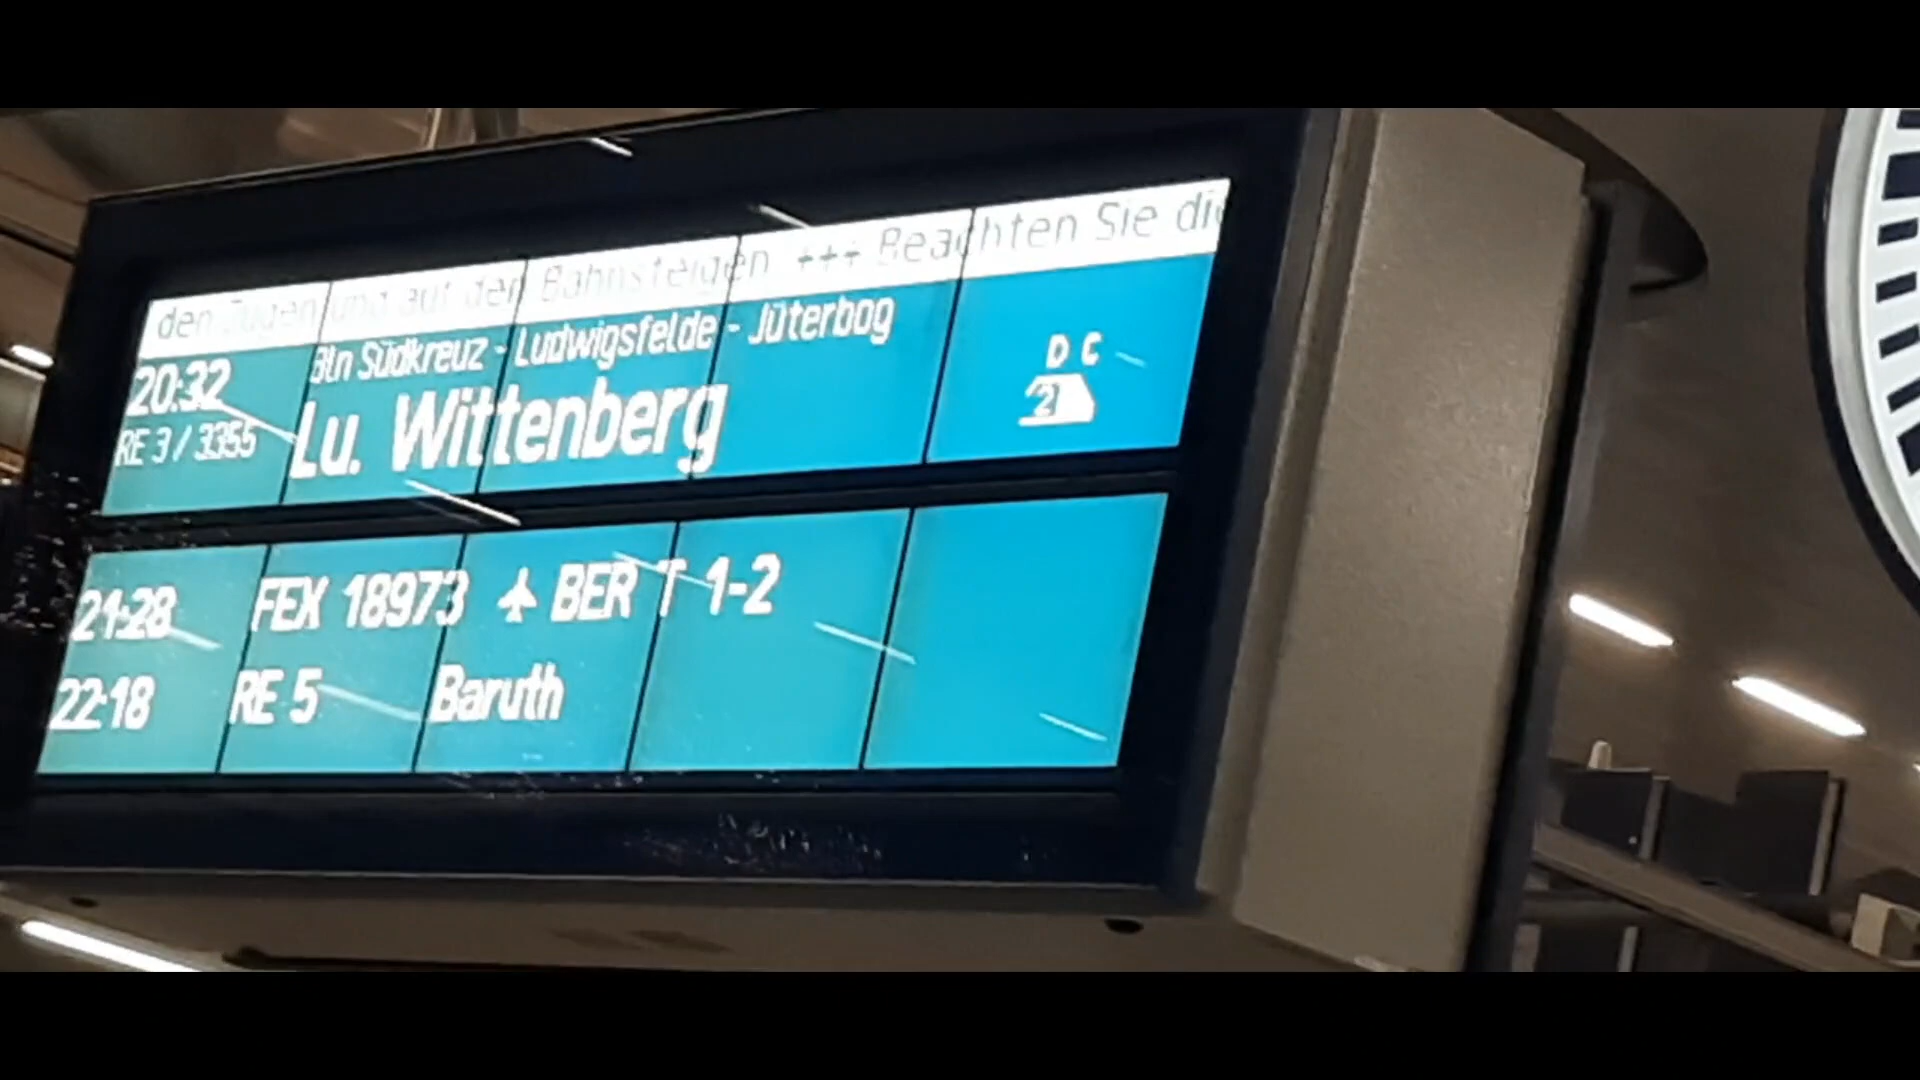 den Zügen und auf den Bahnsteigen +++ Beachten Sie die
20:32
Bln Südkreuz - Ludwigsfelde - Jüterbog
RE 3 / 3355
Lu. Wittenberg
D C
2
21:28 FEX 18973 BER T 1-2
22:18 RE 5 Baruth